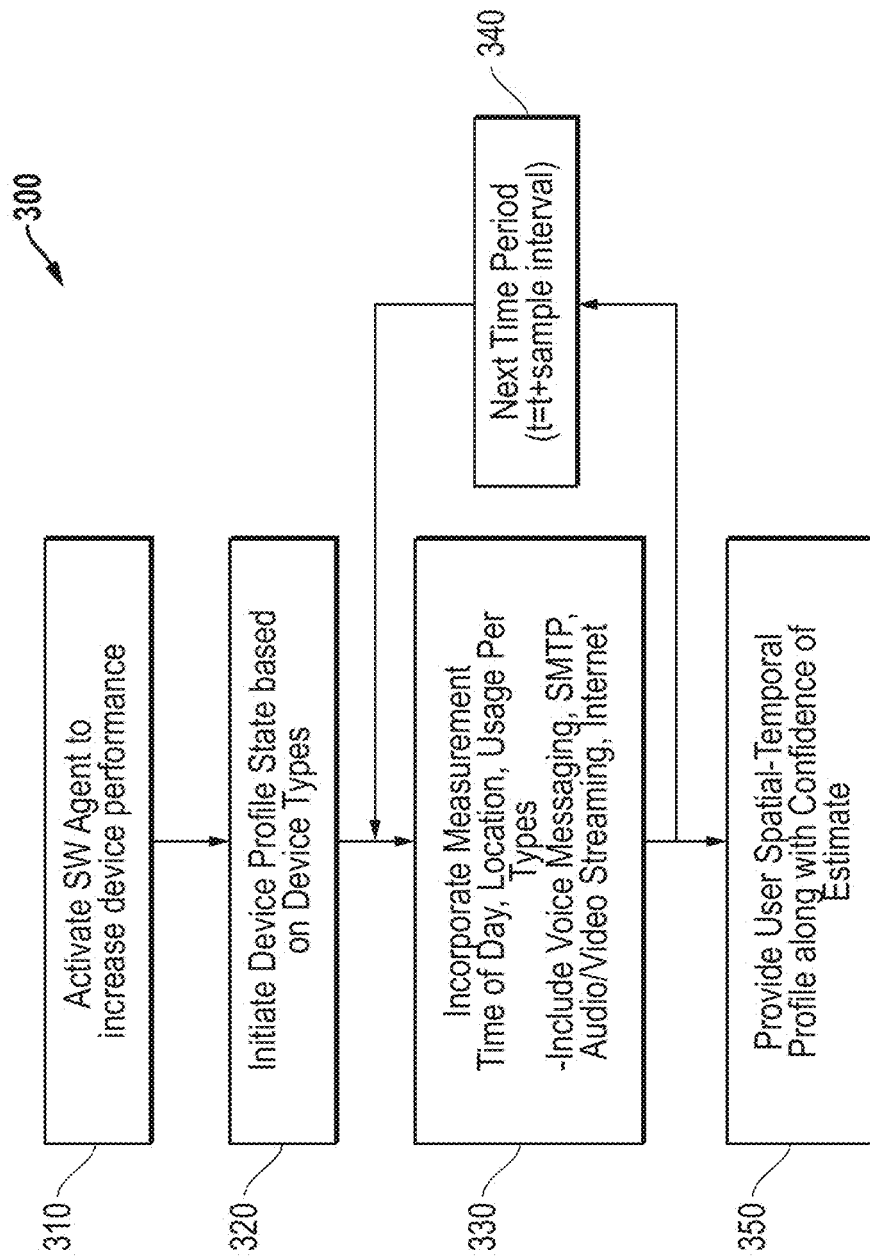 300
310
Activate SW Agent to
increase device performance
320
Initiate Device Profile State based
on Device Types
330
Incorporate Measurement
Time of Day, Location, Usage Per
Types
-Include Voice Messaging, SMTP,
Audio/Video Streaming, Internet
340
Next Time Period
(t=t+sample interval)
350
Provide User Spatial-Temporal
Profile along with Confidence of
Estimate